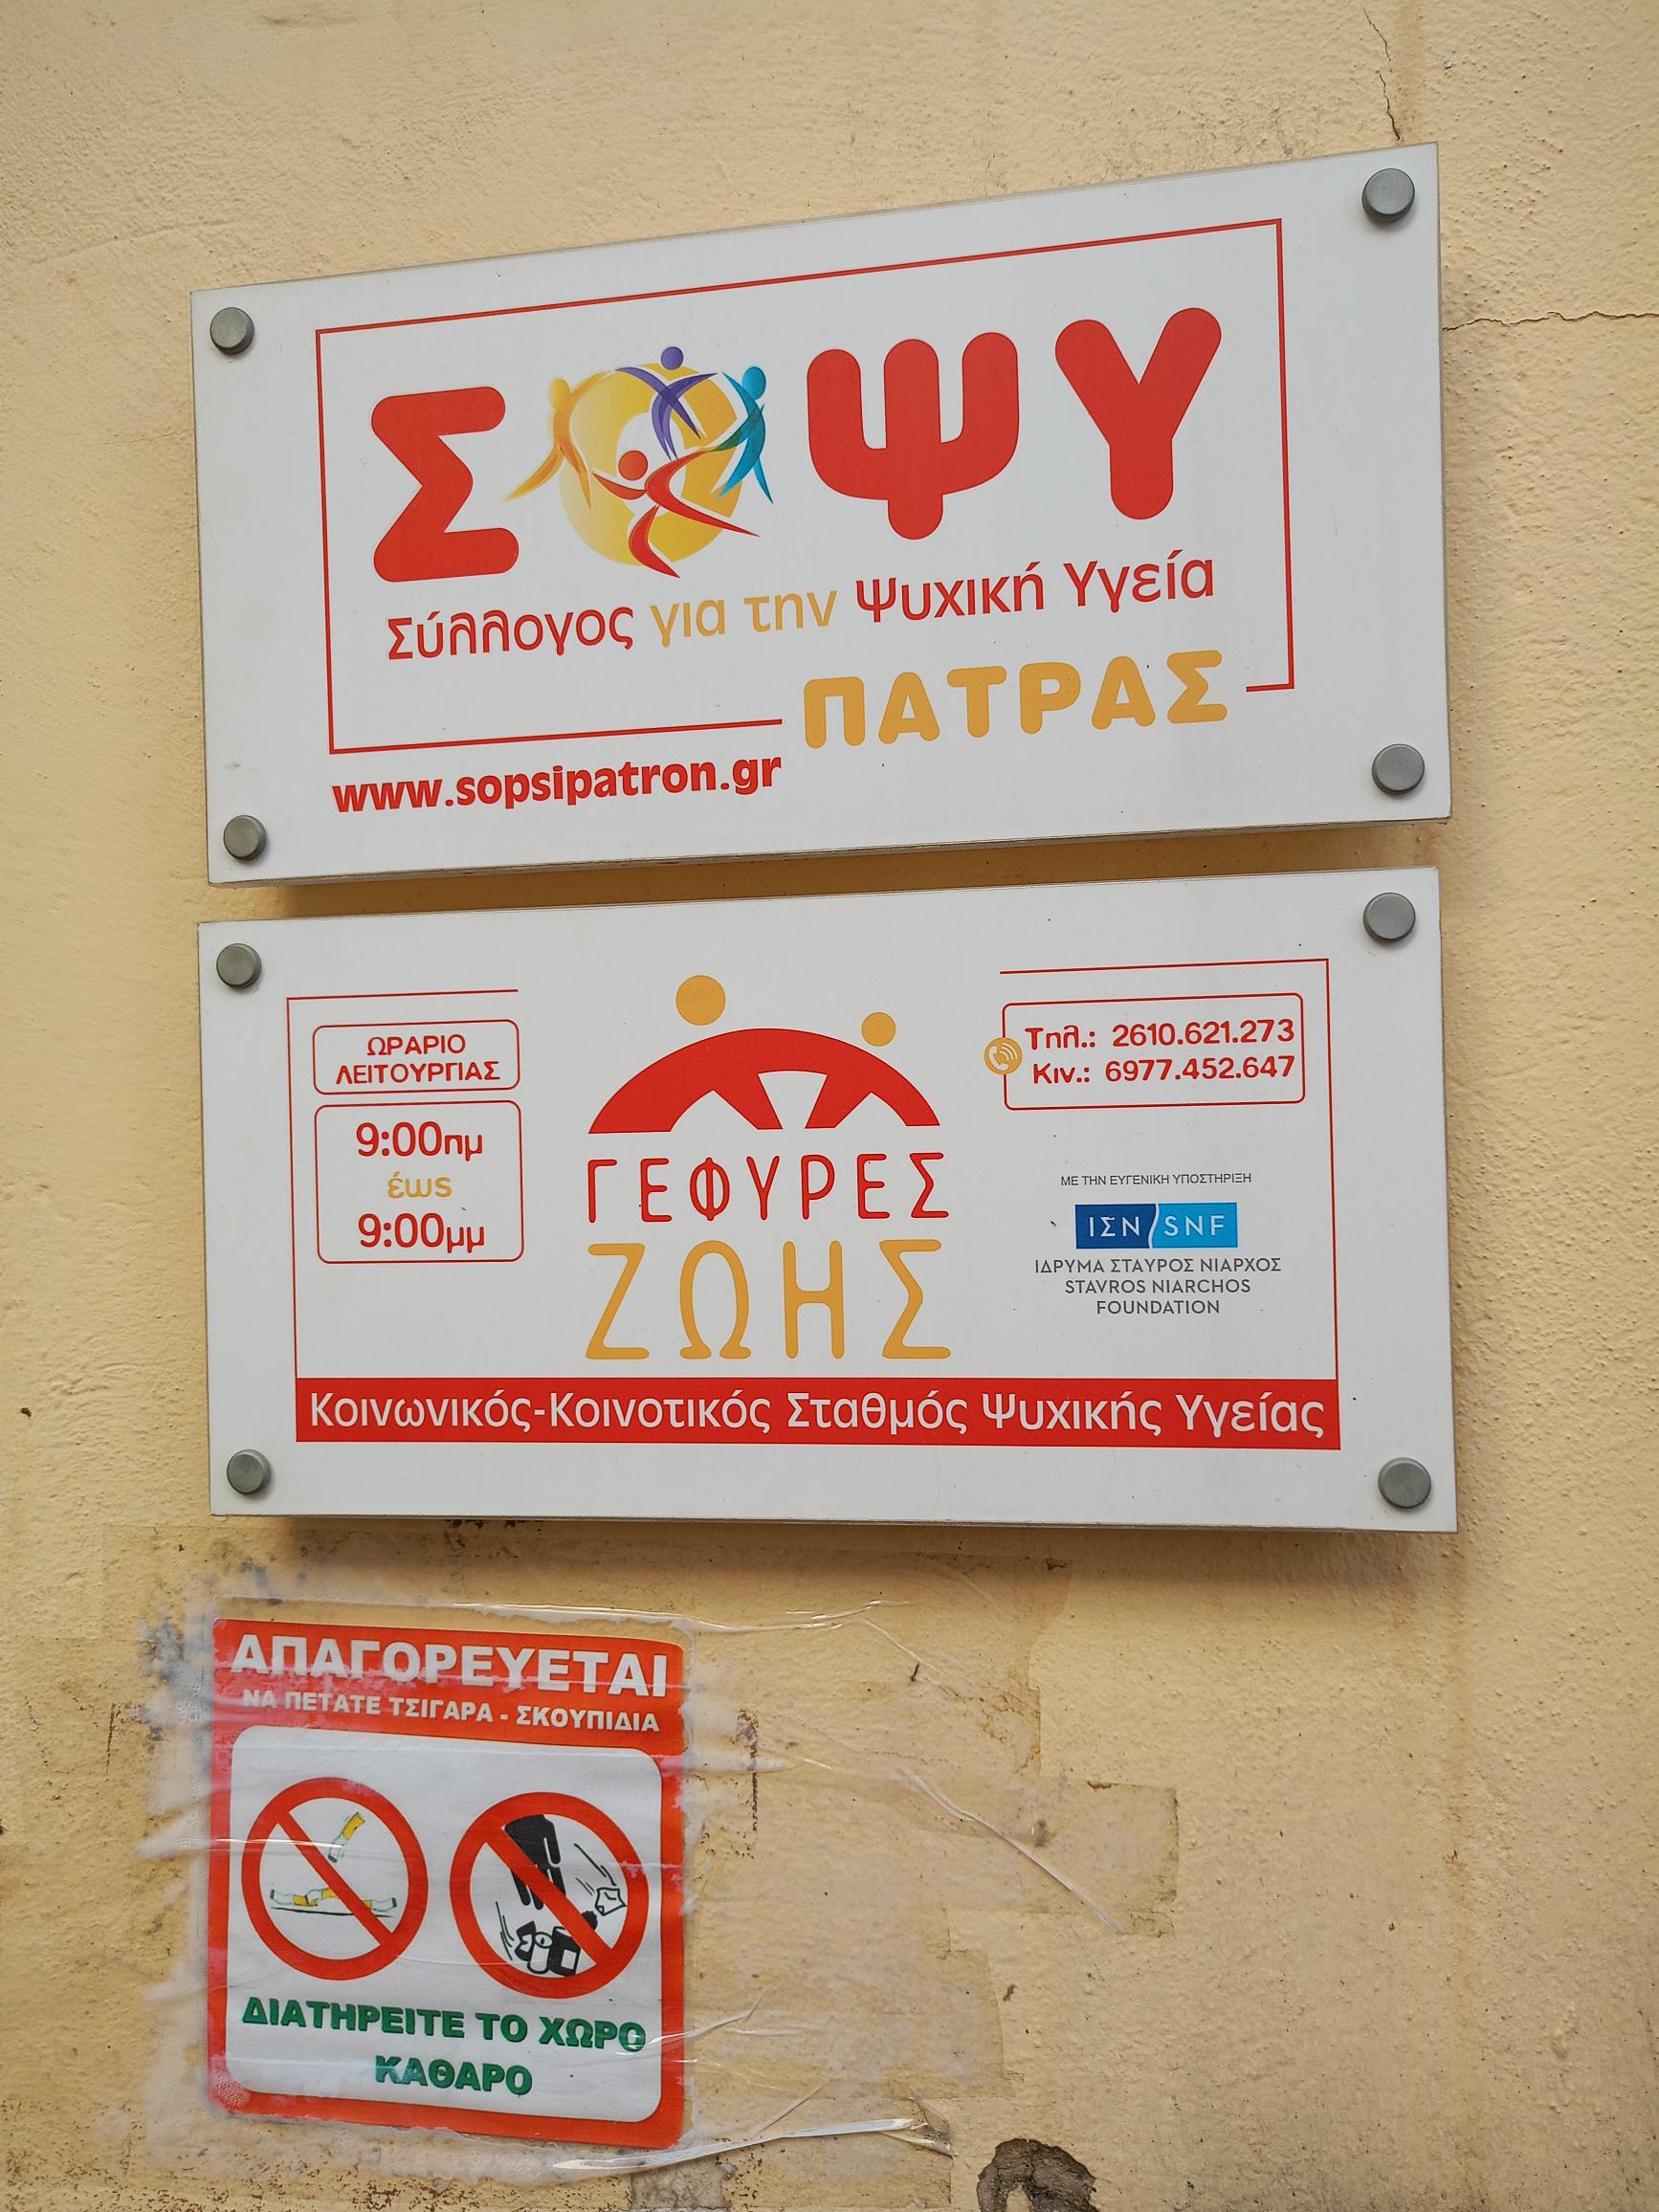 ΣΟΨΥ
Σύλλογος για την Ψυχική Υγεία
ΠΑΤΡΑΣ
www.sopsipatron.gr
ΩΡΑΡΙΟ
ΛΕΙΤΟΥΡΓΙΑΣ
9:00πμ
έως
9:00μμ
ΓΕΦΥΡΕΣ
ΖΩΗΣ
Τηλ.: 2610.621.273
Κιν.: 6977.452.647
ΜΕ ΤΗΝ ΕΥΓΕΝΙΚΗ ΥΠΟΣΤΗΡΙΞΗ
ΙΣΝ/SNF
ΙΔΡΥΜΑ ΣΤΑΥΡΟΣ ΝΙΑΡΧΟΣ
STAVROS NIARCHOS
FOUNDATION
Κοινωνικός-Κοινοτικός Σταθμός Ψυχικής Υγείας
ΑΠΑΓΟΡΕΥΕΤΑΙ
ΝΑ ΠΕΤΑΤΕ ΤΣΙΓΑΡΑ - ΣΚΟΥΠΙΔΙΑ
ΔΙΑΤΗΡΕΙΤΕ ΤΟ ΧΩΡΟ
ΚΑΘΑΡΟ